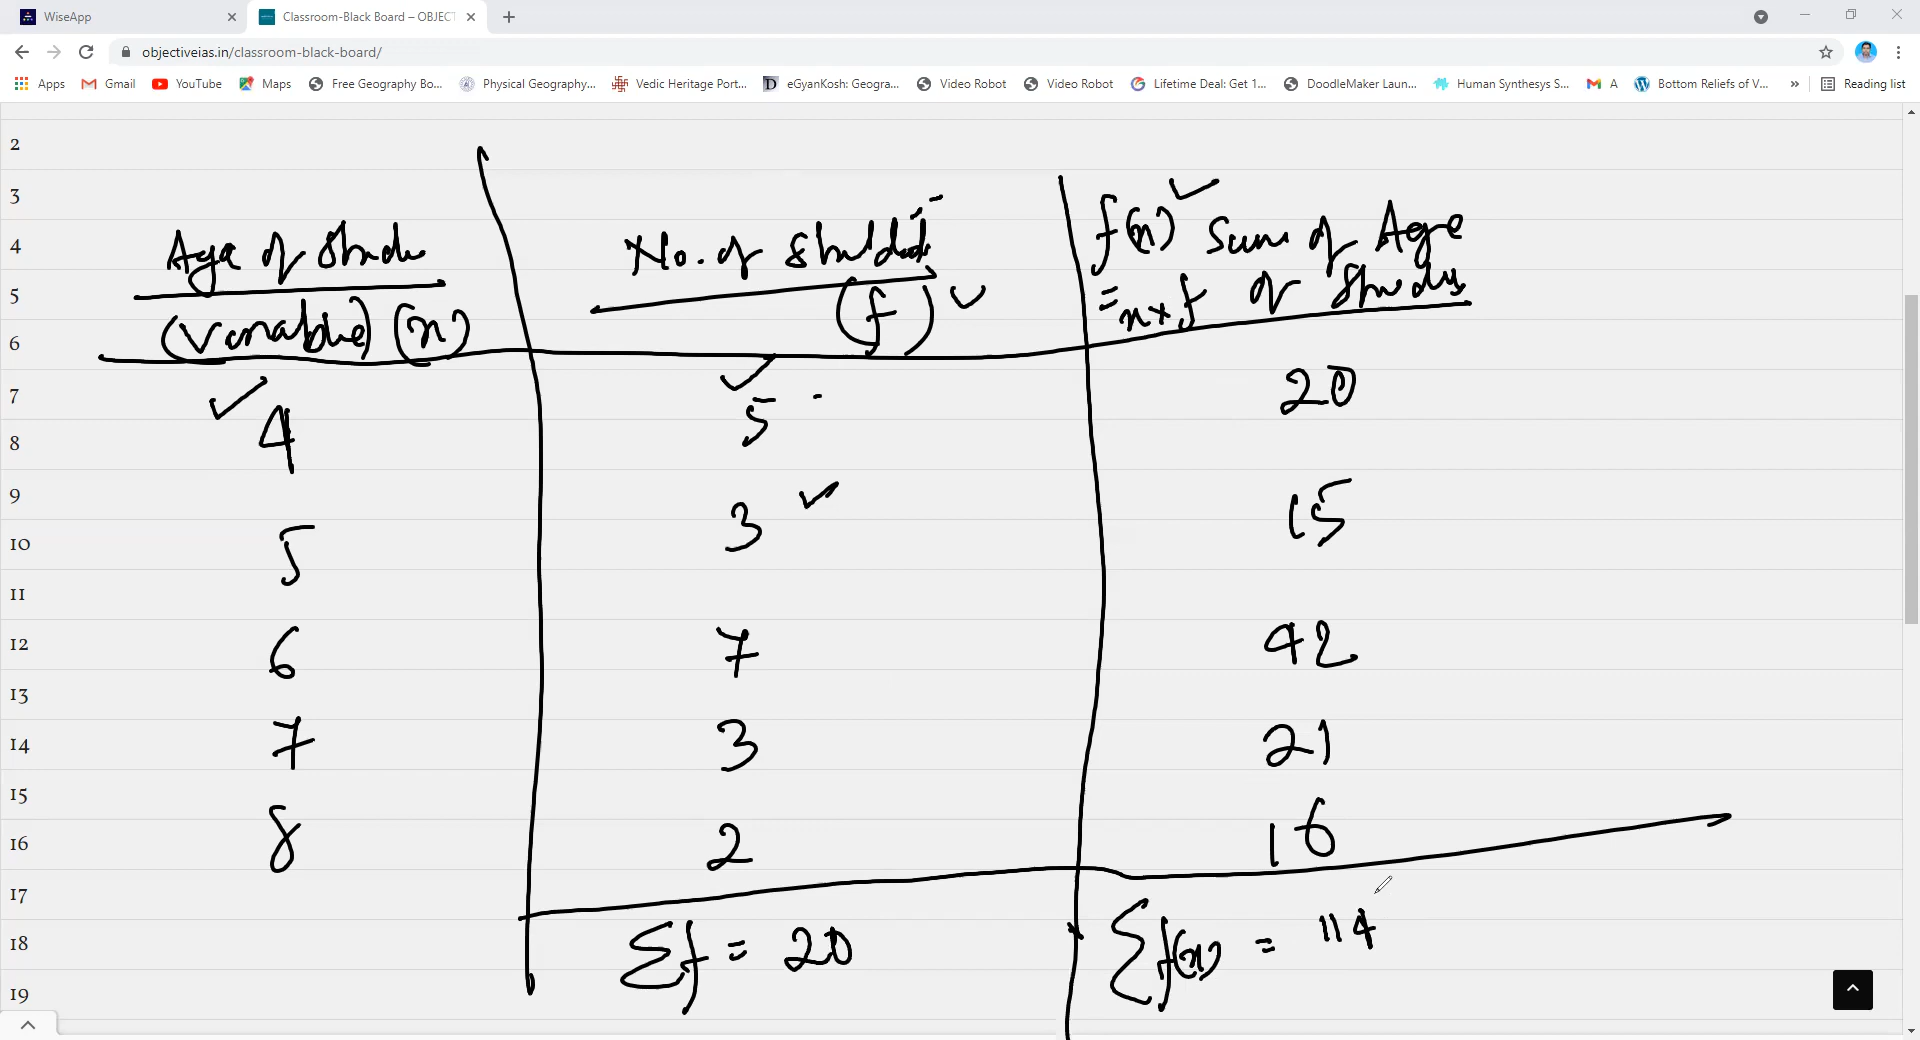 WiseApp
Classroom-Black Board – OBJECT
objectiveias.in/classroom-black-board/
Apps Gmail YouTube Maps Free Geography Bo... Physical Geography... Vedic Heritage Port... eGyanKosh: Geogra... Video Robot Video Robot Lifetime Deal: Get 1... DoodleMaker Laun... Human Synthesys S... A Bottom Reliefs of V... » Reading list
2
3
4
5
6
7
8
9
10
11
12
13
14
15
16
17
18
19
Age of
(variable) (x)
4
5
6
7
8
No. of
(f)
5
3
7
3
2
Σf = 20
f(x) Sum of Age
= x × f of
20
15
42
21
16
Σf(x) = 114